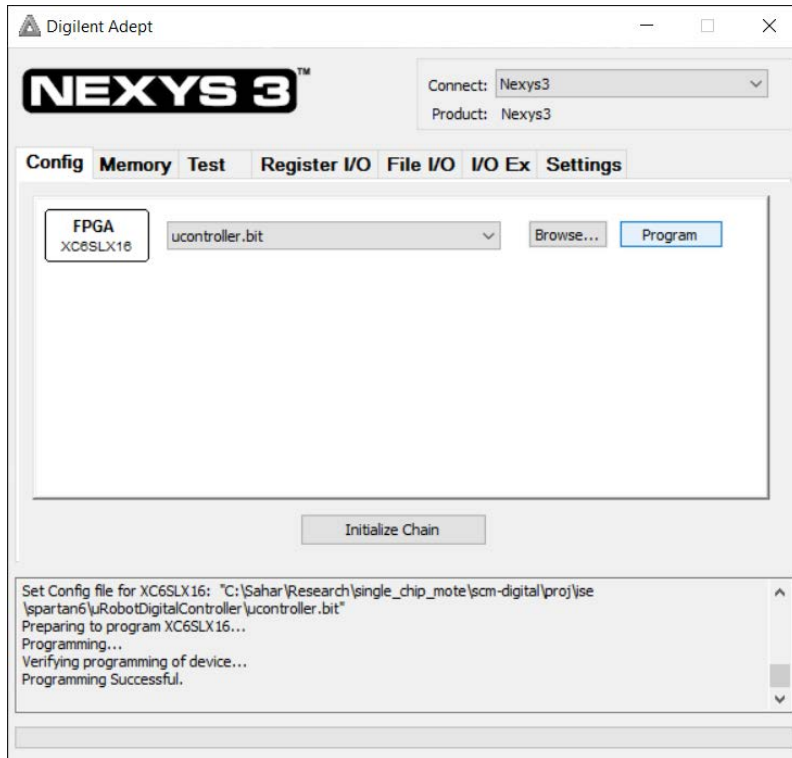 Digilent Adept
NEXYS 3™
Connect: Nexys3
Product: Nexys3
Config Memory Test Register I/O File I/O I/O Ex Settings
FPGA
XC6SLX16
ucontroller.bit
Browse...
Program
Initialize Chain
Set Config file for XC6SLX16: "C:\Sahar\Research\single_chip_mote\scm-digital\proj\ise
\spartan6\uRobotDigitalController\ucontroller.bit"
Preparing to program XC6SLX16...
Programming...
Verifying programming of device...
Programming Successful.